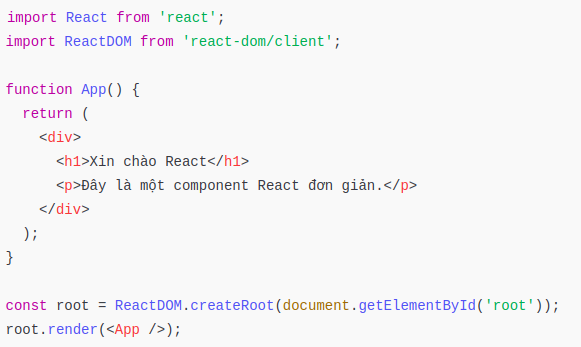 import React from 'react';
import ReactDOM from 'react-dom/client';

function App() {
  return (
    <div>
      <h1>Xin chào React</h1>
      <p>Đây là một component React đơn giản.</p>
    </div>
  );
}

const root = ReactDOM.createRoot(document.getElementById('root'));
root.render(<App />);